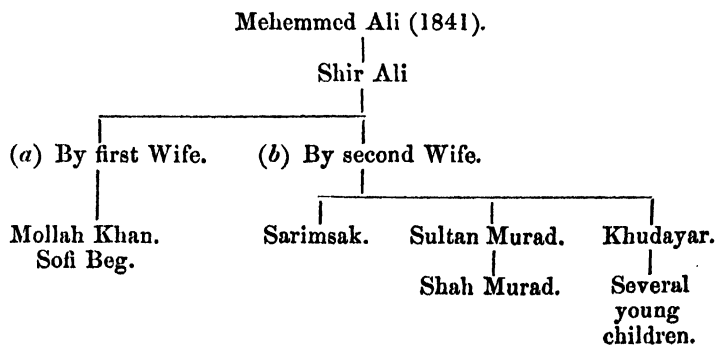 Mehemmed Ali (1841).
Shir Ali
(a) By first Wife. (b) By second Wife.
Mollah Khan. Sarimsak. Sultan Murad. Khudayar.
Sofi Beg.
Shah Murad. Several
young
children.